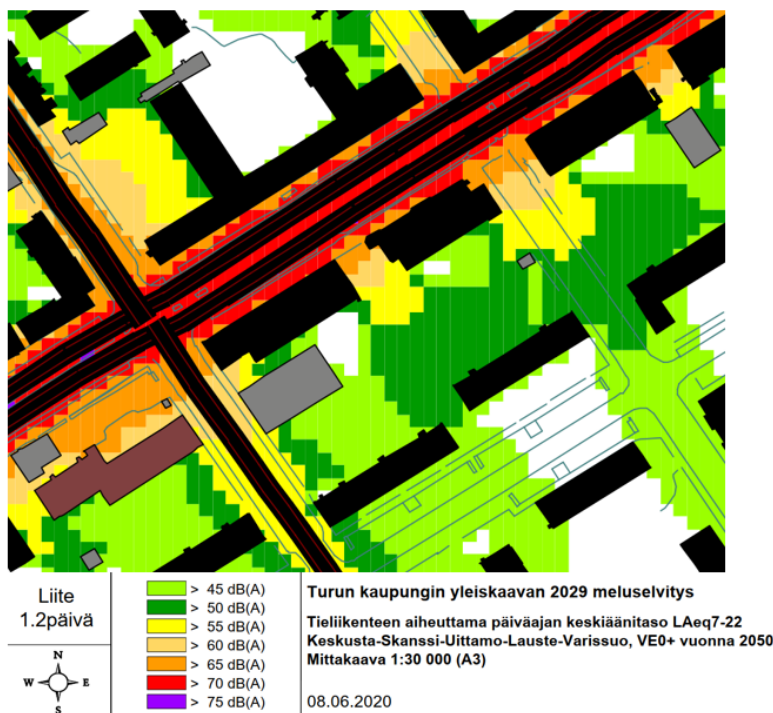 Liite
1.2päivä
N
W E
S
> 45 dB(A)
> 50 dB(A)
> 55 dB(A)
> 60 dB(A)
> 65 dB(A)
> 70 dB(A)
> 75 dB(A)
Turun kaupungin yleiskaavan 2029 meluselvitys
Tieliikenteen aiheuttama päiväajan keskiäänitaso LAeq7-22
Keskusta-Skanssi-Uittamo-Lauste-Varissuo, VE0+ vuonna 2050
Mittakaava 1:30 000 (A3)
08.06.2020